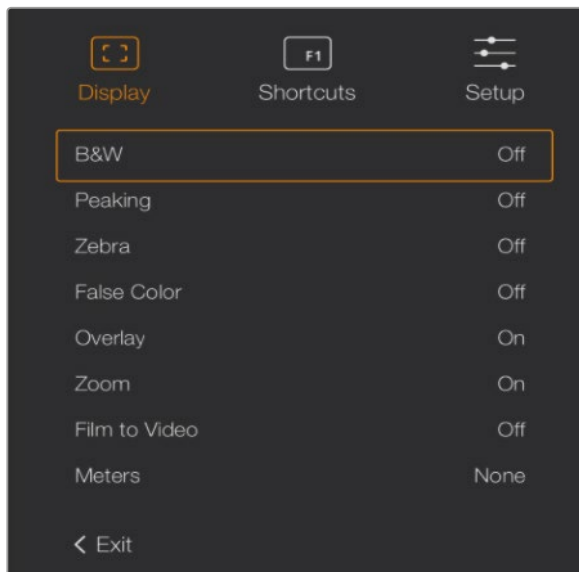 F1
Display Shortcuts Setup
B&W Off
Peaking Off
Zebra Off
False Color Off
Overlay On
Zoom On
Film to Video Off
Meters None
< Exit